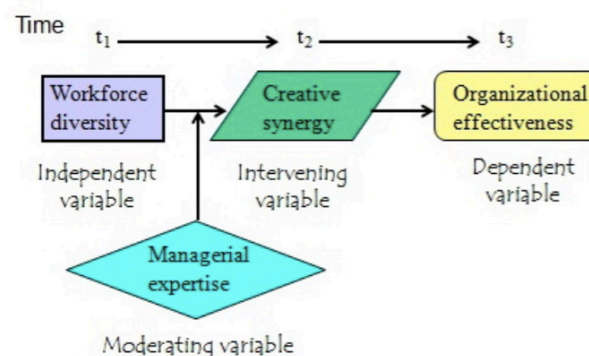 Time
t1 t2 t3
Workforce
diversity
Creative
synergy
Organizational
effectiveness
Independent
variable
Intervening
variable
Dependent
variable
Managerial
expertise
Moderating variable